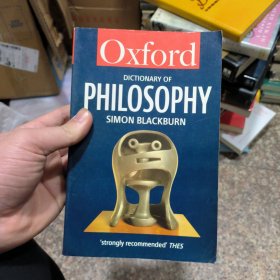 Oxford
DICTIONARY OF
PHILOSOPHY
SIMON BLACKBURN
'strongly recommended' THES